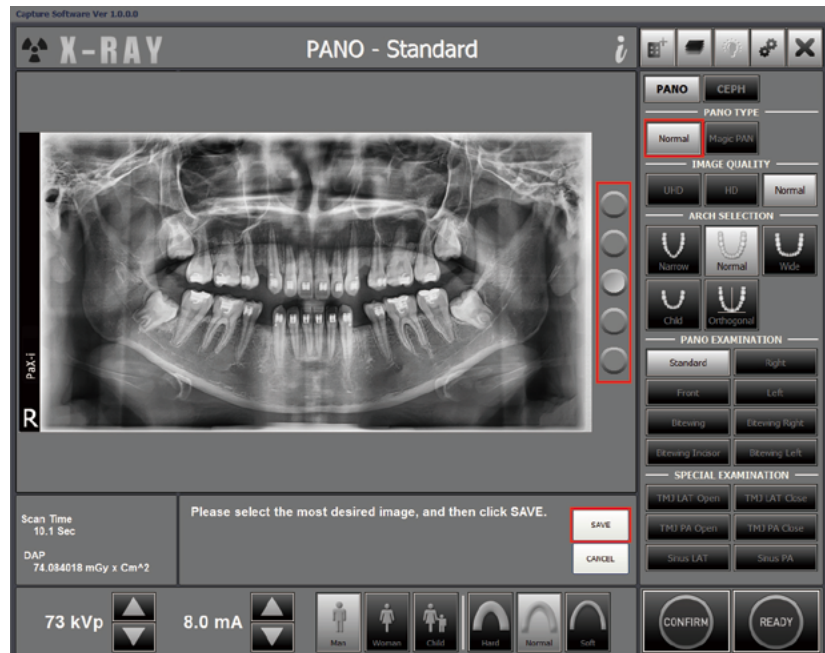 Capture Software Ver 1.0.0.0
X-RAY
PANO - Standard
i
PANO CEPH
PANO TYPE
Normal Magic PAN
IMAGE QUALITY
UHD HD Normal
ARCH SELECTION
Narrow Normal Wide
Child Orthogonal
PANO EXAMINATION
Standard Right
Front Left
Bitewing Bitewing Right
Bitewing Incisor Bitewing Left
SPECIAL EXAMINATION
TMJ LAT Open TMJ LAT Close
TMJ PA Open TMJ PA Close
Sinus LAT Sinus PA
PaX-i
R
Scan Time
10.1 Sec
DAP
74.084018 mGy x Cm^2
Please select the most desired image, and then click SAVE.
SAVE
CANCEL
73 kVp
8.0 mA
Man Woman Child Hard Normal Soft
CONFIRM READY